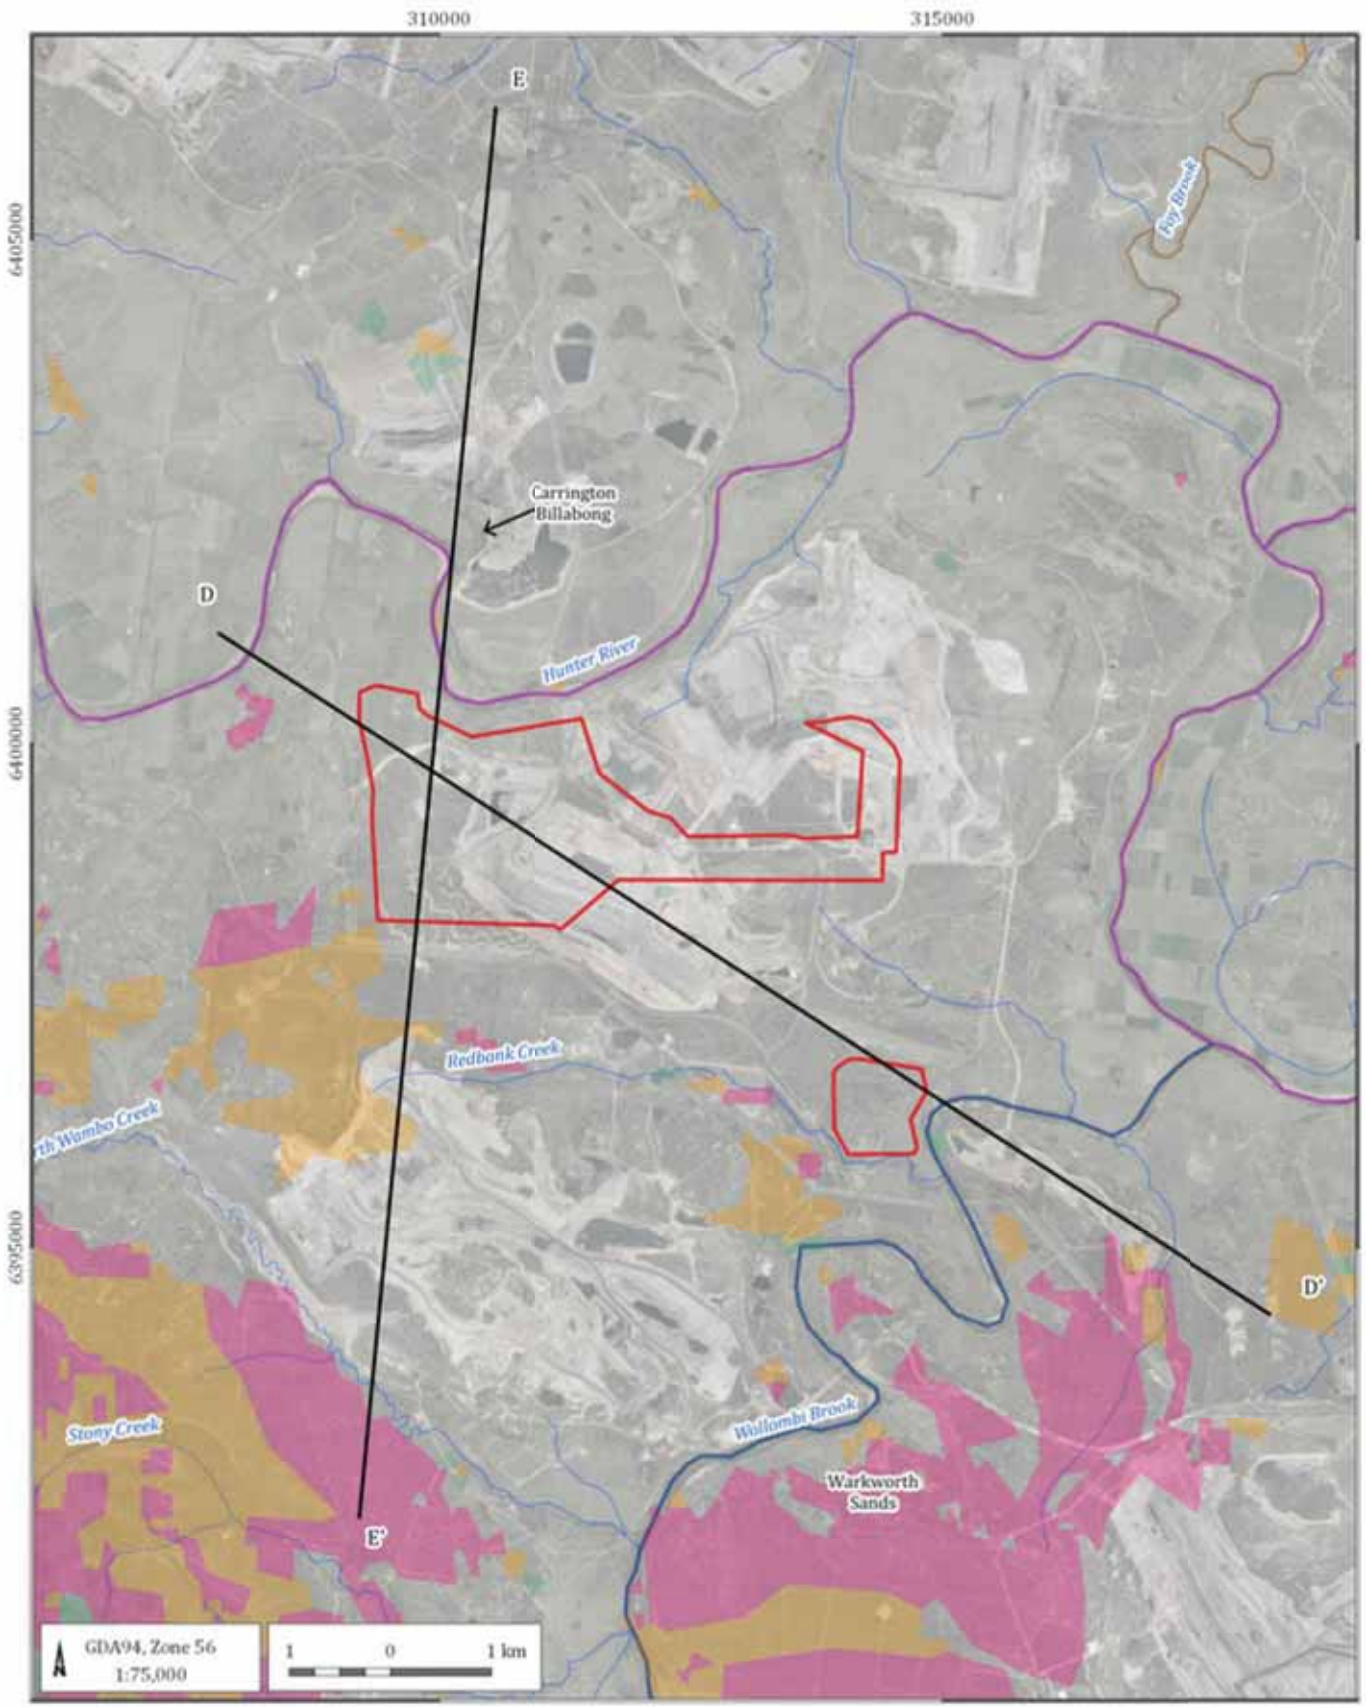 310000
315000
E
Foy Brook
6405000
Carrington
Billabong
D
Hunter River
6400000
Redbank Creek
rth Wambo Creek
6395000
D'
Stony Creek
Wollombi Brook
Warkworth
Sands
E'
GDA94, Zone 56
1:75,000
1 0 1 km